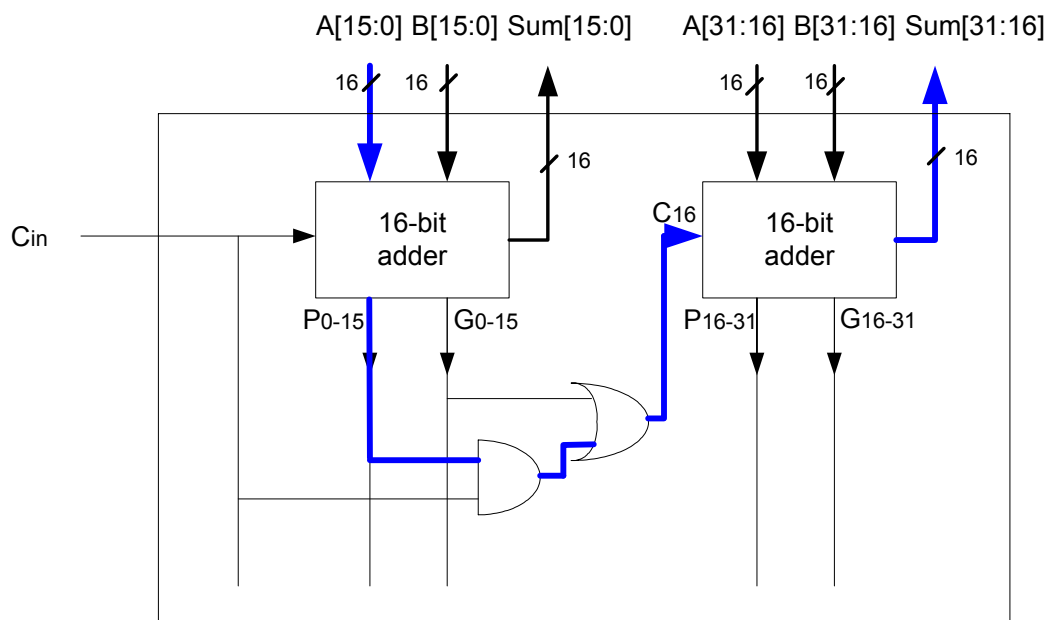 A[15:0] B[15:0] Sum[15:0] A[31:16] B[31:16] Sum[31:16]
16 16 16 16
16 16
Cin
16-bit adder
C16
16-bit adder
P0-15 G0-15 P16-31 G16-31